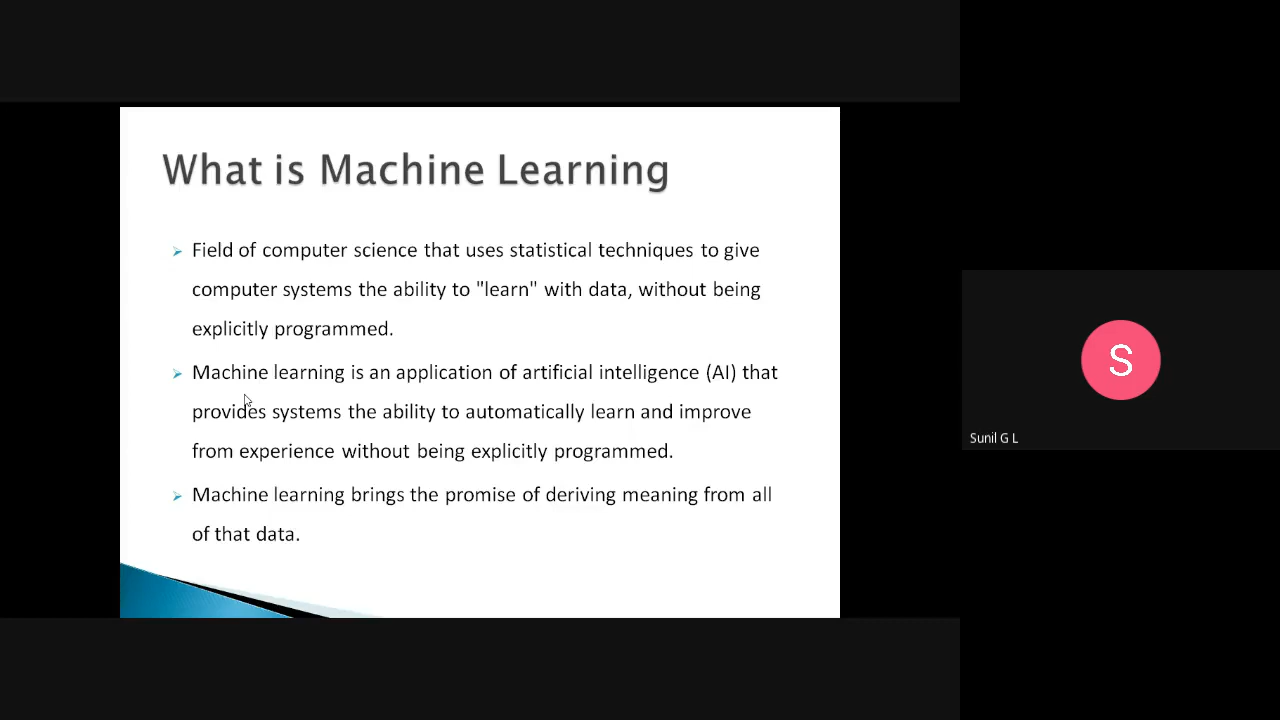 What is Machine Learning
Field of computer science that uses statistical techniques to give
computer systems the ability to "learn" with data, without being
explicitly programmed.
Machine learning is an application of artificial intelligence (AI) that
provides systems the ability to automatically learn and improve
from experience without being explicitly programmed.
Machine learning brings the promise of deriving meaning from all
of that data.
S
Sunil G L